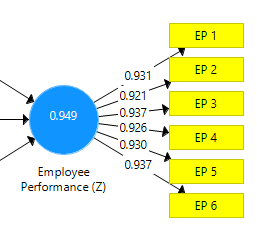 EP 1
0.931
EP 2
0.921
0.949
0.937
EP 3
0.926
EP 4
0.930
Employee
Performance (Z)
0.937
EP 5
EP 6